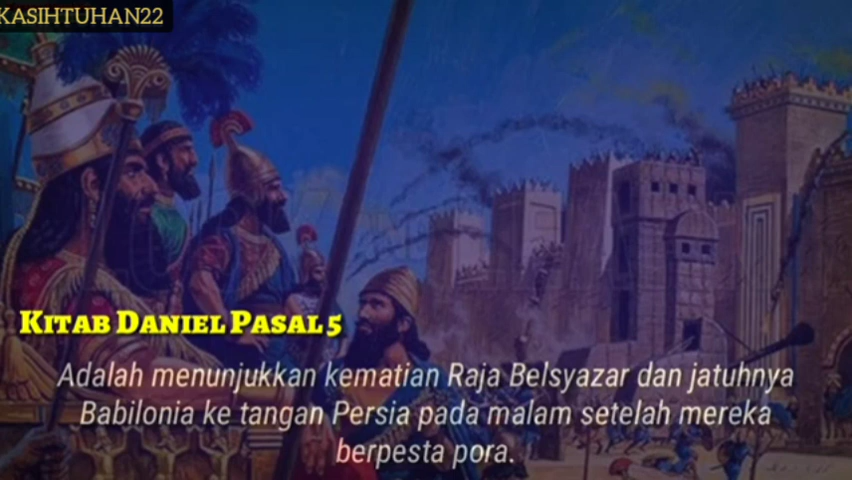 KASIHTUHAN22
Kitab Daniel Pasal 5
Adalah menunjukkan kematian Raja Belsyazar dan jatuhnya
Babilonia ke tangan Persia pada malam setelah mereka
berpesta pora.